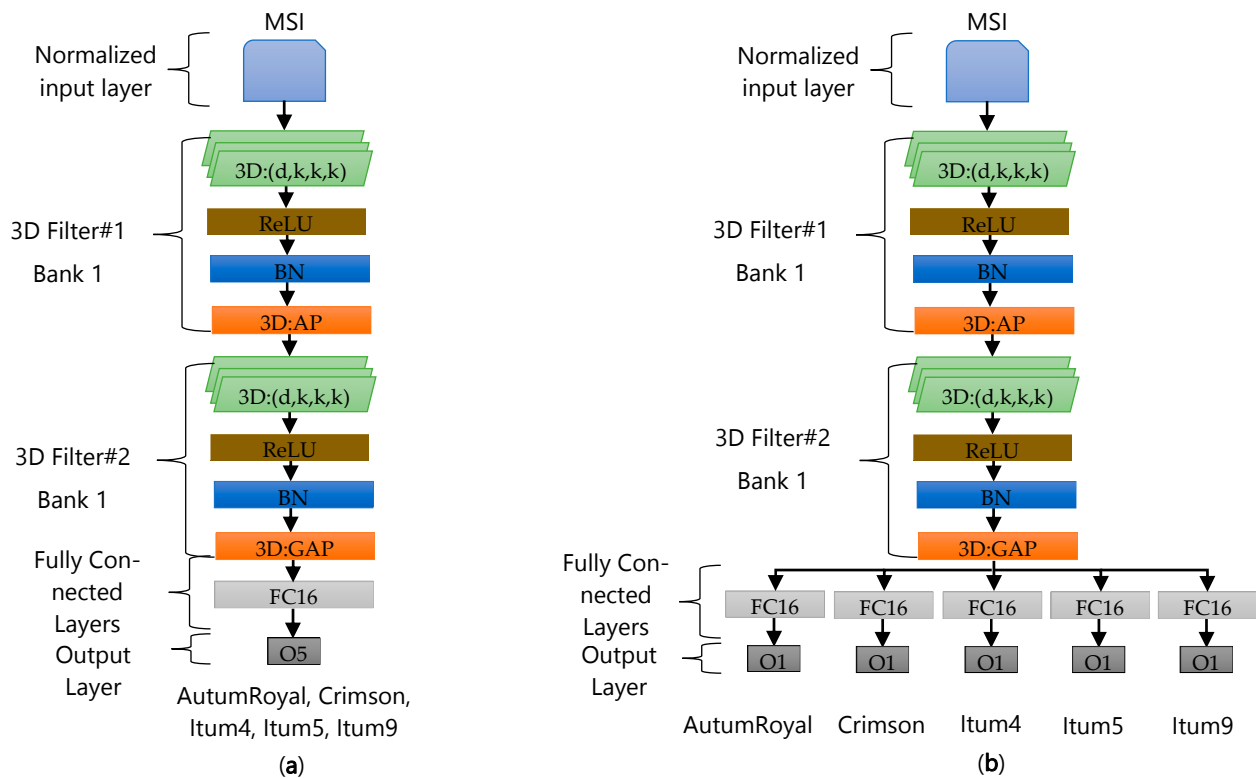 MSI
Normalized
input layer
3D:(d,k,k,k)
ReLU
3D Filter#1
Bank 1
BN
3D:AP
3D:(d,k,k,k)
ReLU
3D Filter#2
Bank 1
BN
3D:GAP
Fully Con-
nected
Layers
FC16
Output
Layer
O5
AutumRoyal, Crimson,
Itum4, Itum5, Itum9
(a)
MSI
Normalized
input layer
3D:(d,k,k,k)
ReLU
3D Filter#1
Bank 1
BN
3D:AP
3D:(d,k,k,k)
ReLU
3D Filter#2
Bank 1
BN
3D:GAP
Fully Con-
nected
Layers
FC16 FC16 FC16 FC16 FC16
Output
Layer
O1 O1 O1 O1 O1
AutumRoyal Crimson Itum4 Itum5 Itum9
(b)